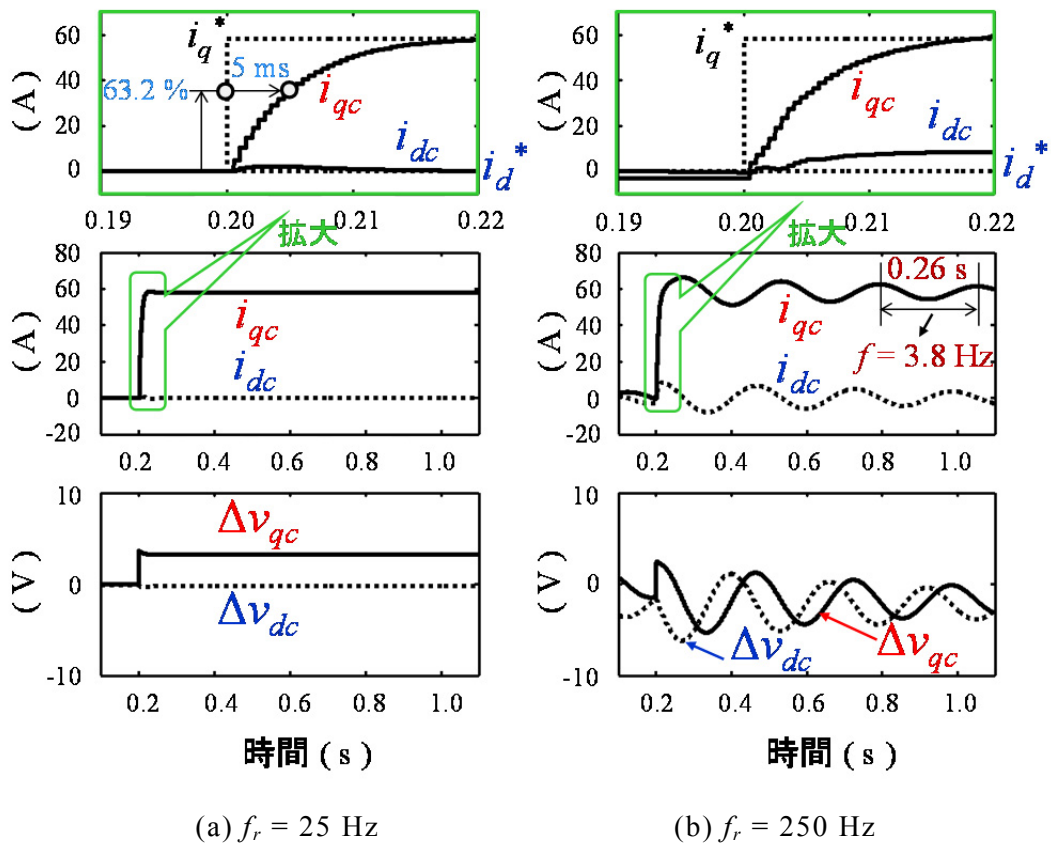 60
40
20
0
( A )
i_q^*
63.2 %
5 ms
i_qc
i_dc
i_d^*
0.19
0.20
0.21
0.22
拡大
80
60
40
20
0
-20
( A )
i_qc
i_dc
0.2
0.4
0.6
0.8
1.0
10
0
-10
( V )
Δv_qc
Δv_dc
0.2
0.4
0.6
0.8
1.0
時間 ( s )
(a) f_r = 25 Hz
60
40
20
0
( A )
i_q^*
i_qc
i_dc
i_d^*
0.19
0.20
0.21
0.22
拡大
80
60
40
20
0
-20
( A )
0.26 s
i_qc
f = 3.8 Hz
i_dc
0.2
0.4
0.6
0.8
1.0
10
0
-10
( V )
Δv_dc
Δv_qc
0.2
0.4
0.6
0.8
1.0
時間 ( s )
(b) f_r = 250 Hz